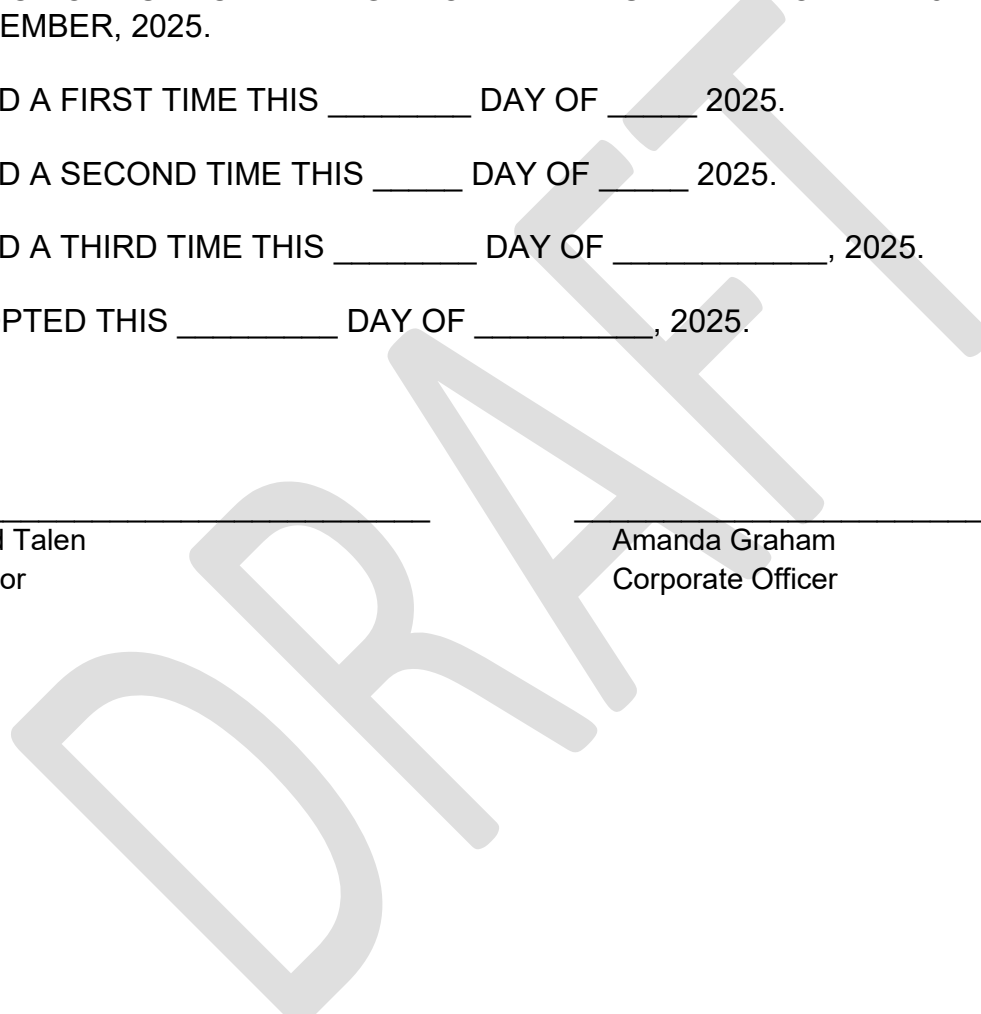 EMBER, 2025.
D A FIRST TIME THIS ________ DAY OF _____ 2025.
D A SECOND TIME THIS _____ DAY OF _____ 2025.
D A THIRD TIME THIS ________ DAY OF ____________, 2025.
PTED THIS _________ DAY OF __________, 2025.
d Talen
Amanda Graham
or
Corporate Officer
DRAFT